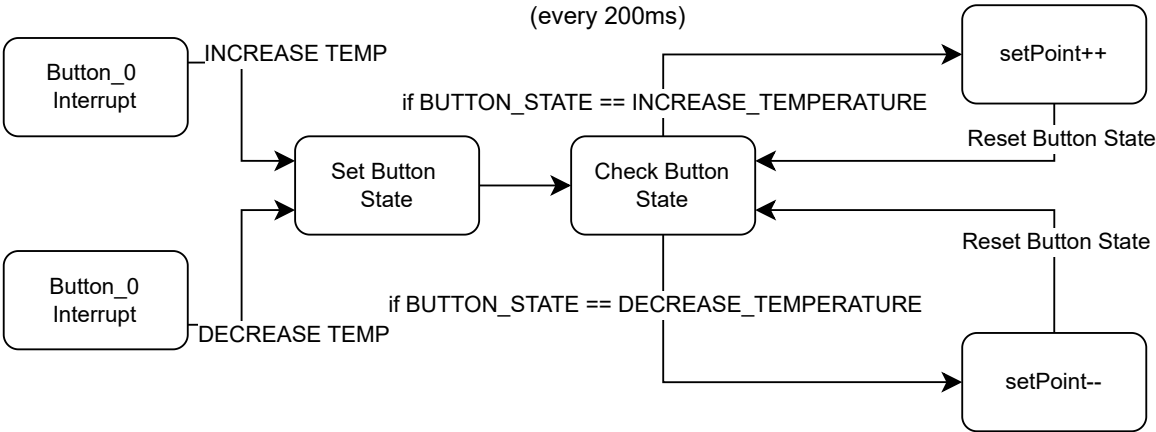 (every 200ms)
Button_0
Interrupt
INCREASE TEMP
if BUTTON_STATE == INCREASE_TEMPERATURE
setPoint++
Reset Button State
Set Button
State
Check Button
State
Reset Button State
Button_0
Interrupt
DECREASE TEMP
if BUTTON_STATE == DECREASE_TEMPERATURE
setPoint--